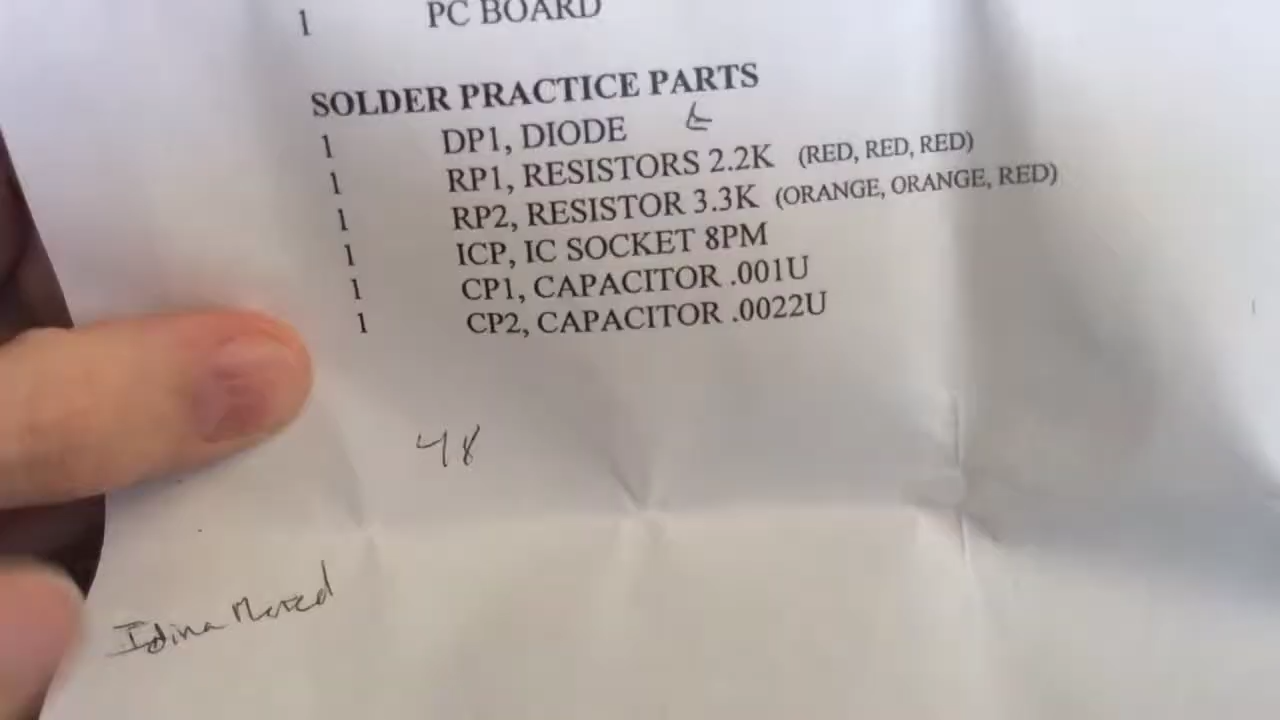 1 PC BOARD
SOLDER PRACTICE PARTS
1 DP1, DIODE
1 RP1, RESISTORS 2.2K (RED, RED, RED)
1 RP2, RESISTOR 3.3K (ORANGE, ORANGE, RED)
1 ICP, IC SOCKET 8PM
1 CP1, CAPACITOR .001U
1 CP2, CAPACITOR .0022U
48
Idina